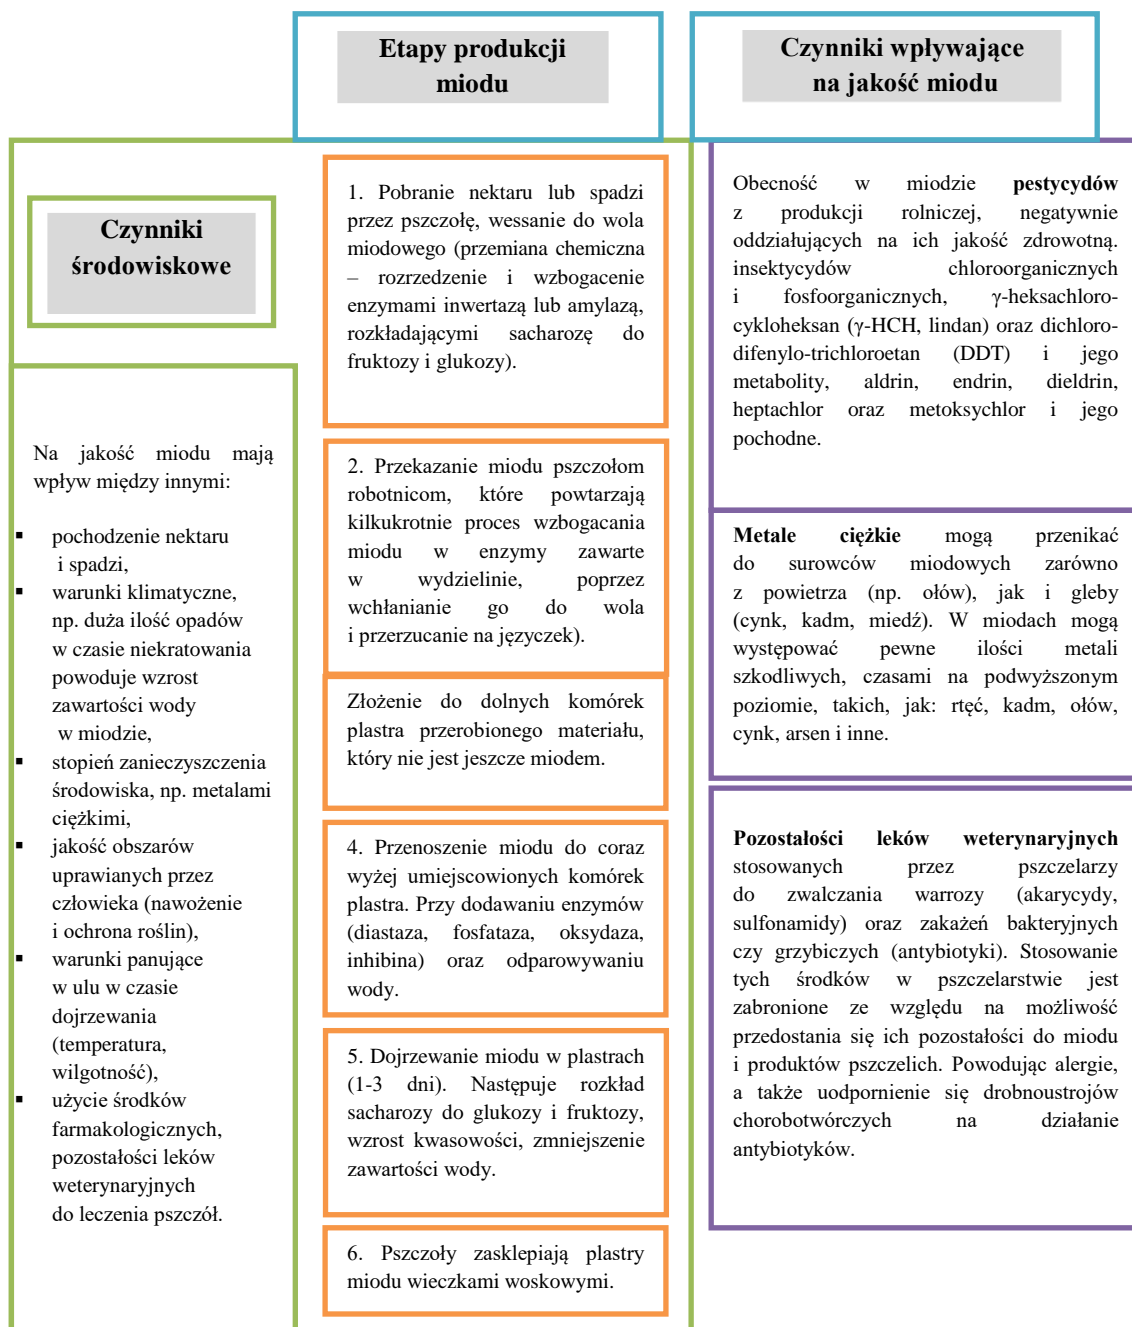 Etapy produkcji
miodu
Czynniki wpływające
na jakość miodu
Czynniki
środowiskowe
Na jakość miodu mają
wpływ między innymi:
▪ pochodzenie nektaru
i spadzi,
▪ warunki klimatyczne,
np. duża ilość opadów
w czasie niekratowania
powoduje wzrost
zawartości wody
w miodzie,
▪ stopień zanieczyszczenia
środowiska, np. metalami
ciężkimi,
▪ jakość obszarów
uprawianych przez
człowieka (nawożenie
i ochrona roślin),
▪ warunki panujące
w ulu w czasie
dojrzewania
(temperatura,
wilgotność),
▪ użycie środków
farmakologicznych,
pozostałości leków
weterynaryjnych
do leczenia pszczół.
1. Pobranie nektaru lub spadzi
przez pszczołę, wessanie do wola
miodowego (przemiana chemiczna
– rozrzedzenie i wzbogacenie
enzymami inwertazą lub amylazą,
rozkładającymi sacharozę do
fruktozy i glukozy).
2. Przekazanie miodu pszczołom
robotnicom, które powtarzają
kilkukrotnie proces wzbogacania
miodu w enzymy zawarte
w wydzielinie, poprzez
wchłanianie go do wola
i przerzucanie na języczek).
Złożenie do dolnych komórek
plastra przerobionego materiału,
który nie jest jeszcze miodem.
4. Przenoszenie miodu do coraz
wyżej umiejscowionych komórek
plastra. Przy dodawaniu enzymów
(diastaza, fosfataza, oksydaza,
inhibina) oraz odparowywaniu
wody.
5. Dojrzewanie miodu w plastrach
(1-3 dni). Następuje rozkład
sacharozy do glukozy i fruktozy,
wzrost kwasowości, zmniejszenie
zawartości wody.
6. Pszczoły zasklepiają plastry
miodu wieczkami woskowymi.
Obecność w miodzie pestycydów
z produkcji rolniczej, negatywnie
oddziałujących na ich jakość zdrowotną.
insektycydów chloroorganicznych
i fosfoorganicznych, γ-heksachloro-
cykloheksan (γ-HCH, lindan) oraz dichloro-
difenylo-trichloroetan (DDT) i jego
metabolity, aldrin, endrin, dieldrin,
heptachlor oraz metoksychlor i jego
pochodne.
Metale ciężkie mogą przenikać
do surowców miodowych zarówno
z powietrza (np. ołów), jak i gleby
(cynk, kadm, miedź). W miodach mogą
występować pewne ilości metali
szkodliwych, czasami na podwyższonym
poziomie, takich, jak: rtęć, kadm, ołów,
cynk, arsen i inne.
Pozostałości leków weterynaryjnych
stosowanych przez pszczelarzy
do zwalczania warrozy (akarycydy,
sulfonamidy) oraz zakażeń bakteryjnych
czy grzybiczych (antybiotyki). Stosowanie
tych środków w pszczelarstwie jest
zabronione ze względu na możliwość
przedostania się ich pozostałości do miodu
i produktów pszczelich. Powodując alergie,
a także uodpornienie się drobnoustrojów
chorobotwórczych na działanie
antybiotyków.